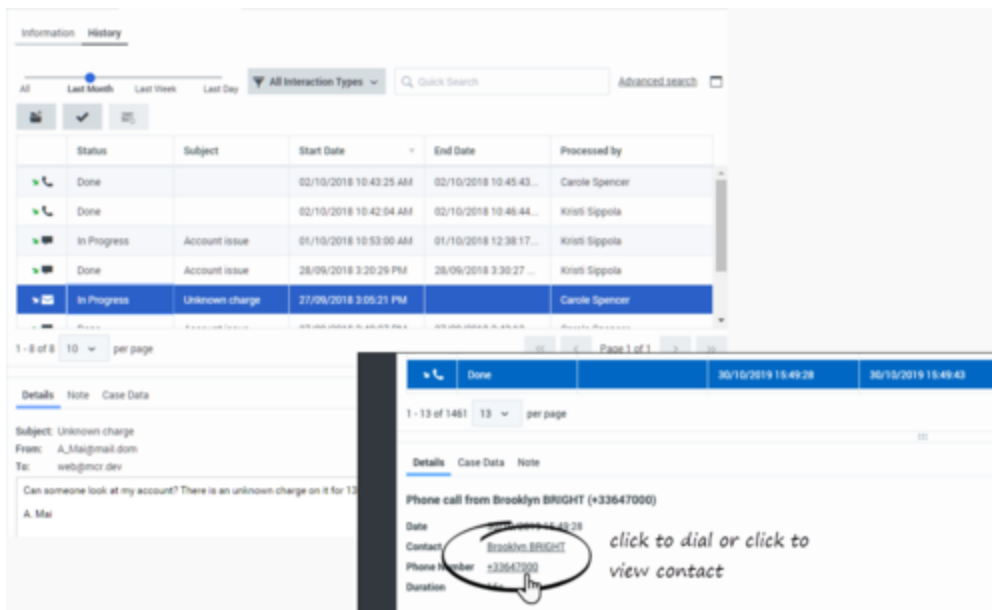 Information History
All Last Month Last Week Last Day All Interaction Types Quick Search Advanced search
Status Subject Start Date End Date Processed by
Done 02/10/2018 10:43:25 AM 02/10/2018 10:45:43... Carole Spencer
Done 02/10/2018 10:42:04 AM 02/10/2018 10:46:44... Kristi Sippola
In Progress Account issue 01/10/2018 10:53:00 AM 01/10/2018 12:38:17... Kristi Sippola
Done Account issue 28/09/2018 3:20:29 PM 28/09/2018 3:30:27 ... Kristi Sippola
In Progress Unknown charge 27/09/2018 3:05:21 PM Carole Spencer
1 - 8 of 8 10 per page Page 1 of 1
Details Note Case Data
Subject: Unknown charge
From: A_Mai@mail.dom
To: web@mcr.dev
Can someone look at my account? There is an unknown charge on it for 13
A. Mai
Done 30/10/2019 15:49:28 30/10/2019 15:49:43
1 - 13 of 1461 13 per page
Details Case Data Note
Phone call from Brooklyn BRIGHT (+33647000)
Date 15:49:28
Contact Brooklyn BRIGHT
Phone Number +33647000
Duration
click to dial or click to
view contact